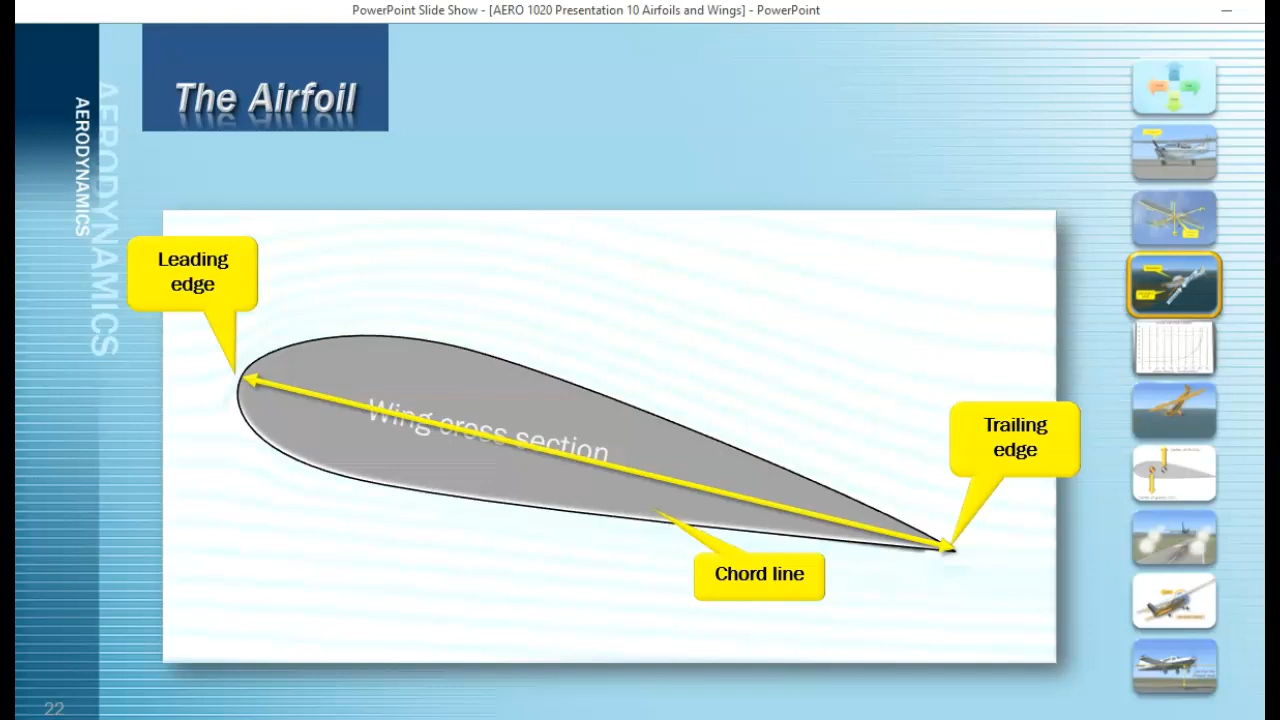 PowerPoint Slide Show - [AERO 1020 Presentation 10 Airfoils and Wings] - PowerPoint
The Airfoil
AERODYNAMICS
AERODYNAMICS
Leading
edge
Wing cross section
Trailing
edge
Chord line
22